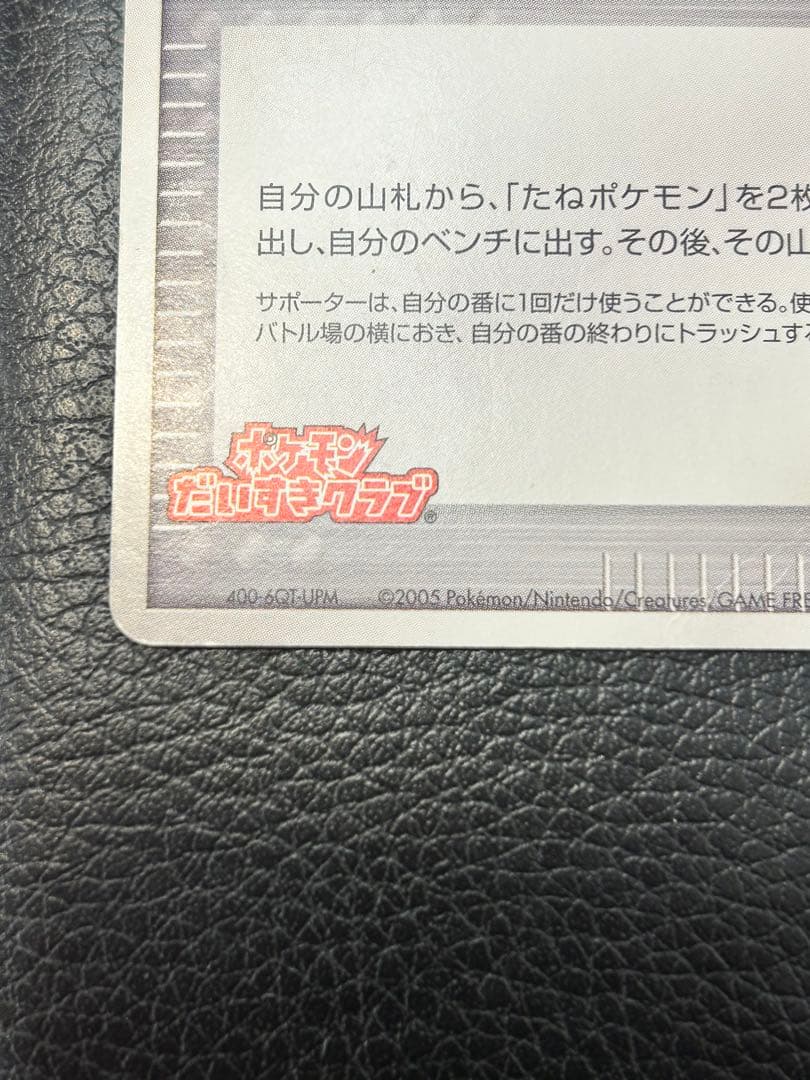 自分の山札から、「たねポケモン」を2枚
出し、自分のベンチに出す。その後、その山
サポーターは、自分の番に1回だけ使うことができる。使
バトル場の横におき、自分の番の終わりにトラッシュする
ポケモン
だいすきクラブ®
400-6QT-UPM ©2005 Pokémon/Nintendo/Creatures/GAME FRE